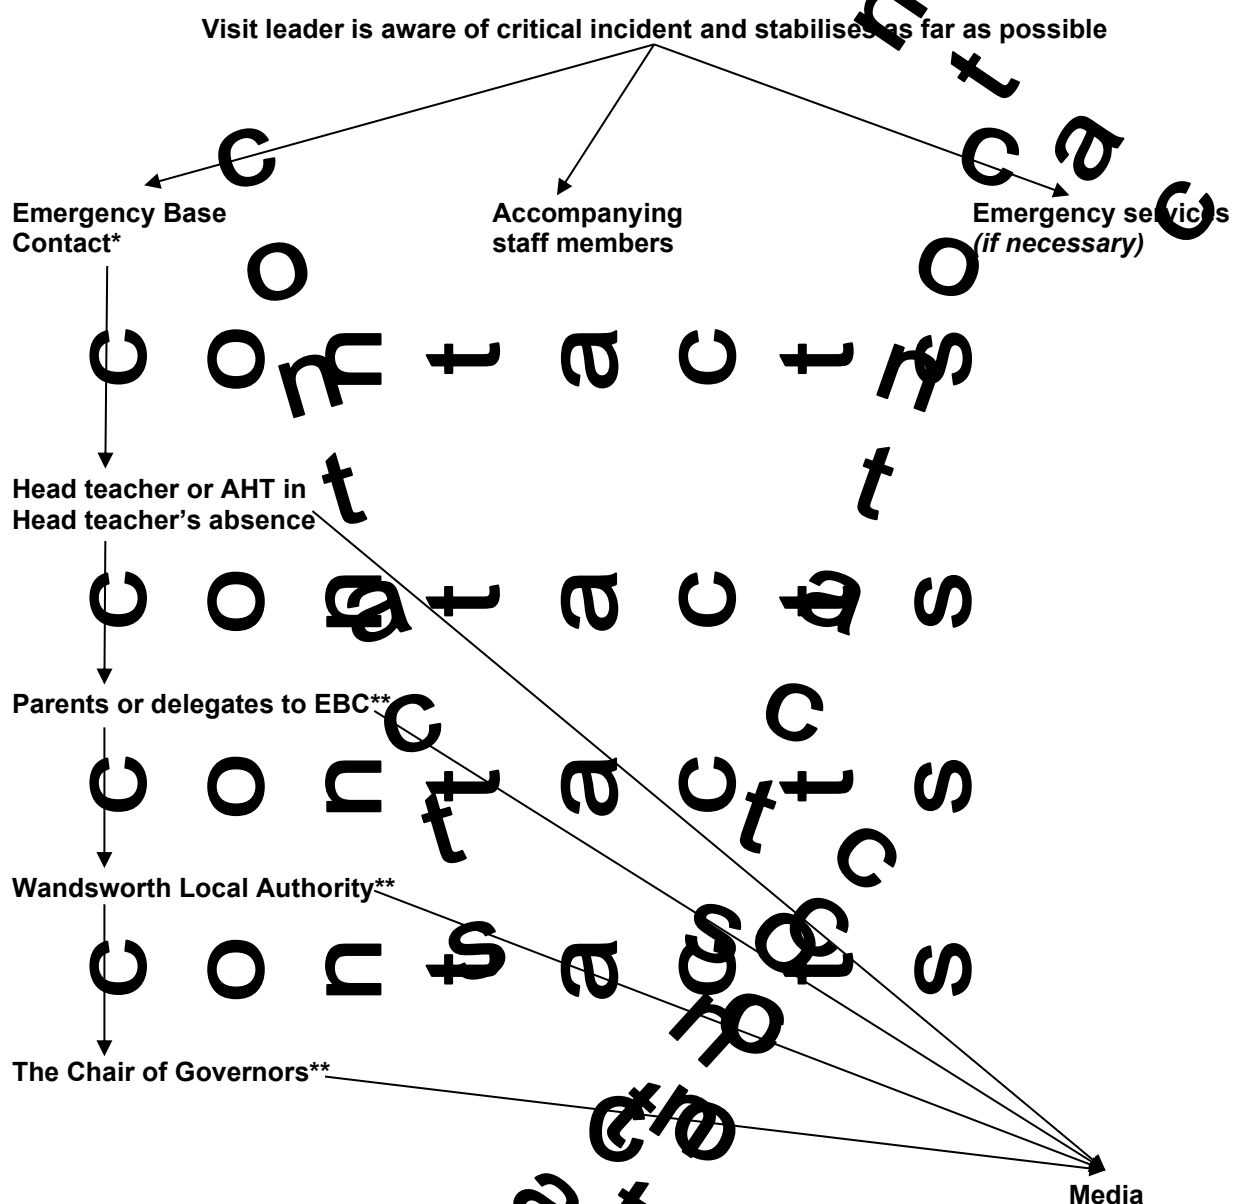 Visit leader is aware of critical incident and stabilises as far as possible
Emergency Base
Contact*
Accompanying
staff members
Emergency services
(if necessary)
contacts
Head teacher or AHT in
Head teacher’s absence
contacts
Parents or delegates to EBC**
contacts
Wandsworth Local Authority**
contacts
The Chair of Governors**
contacts
contacts
Media